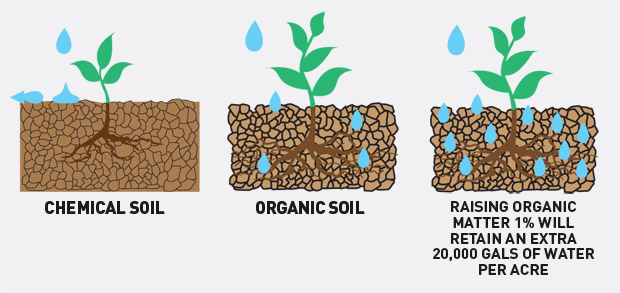 CHEMICAL SOIL
ORGANIC SOIL
RAISING ORGANIC
MATTER 1% WILL
RETAIN AN EXTRA
20,000 GALS OF WATER
PER ACRE